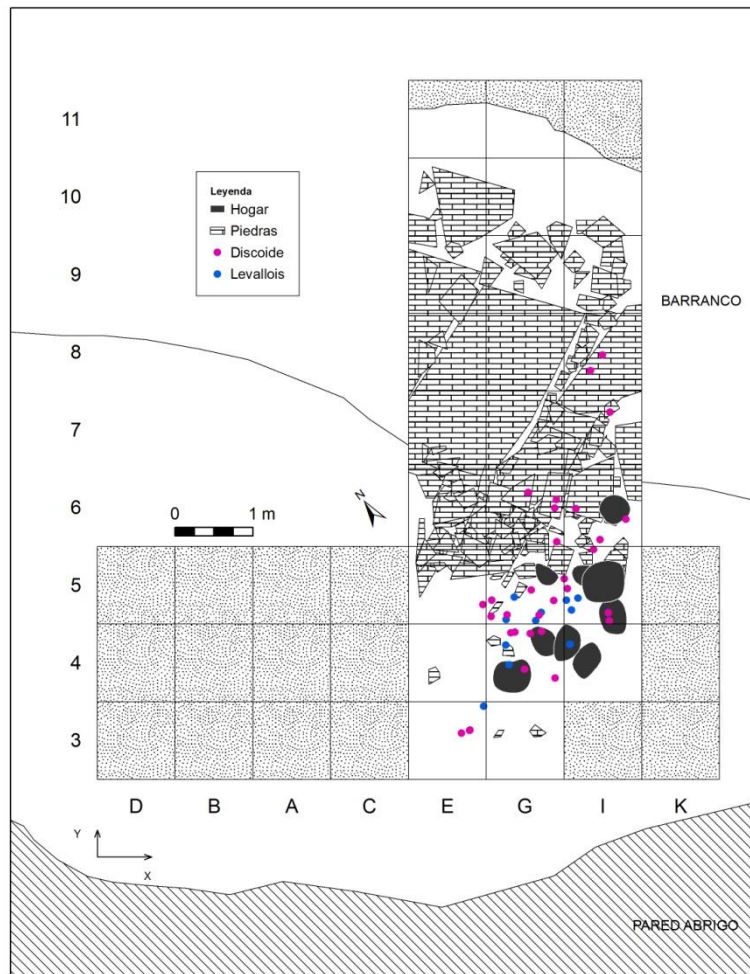 11
10
9
8
7
6
5
4
3
Leyenda
Hogar
Piedras
Discoide
Levallois
BARRANCO
N
0 1 m
D B A C E G I K
Y
X
PARED ABRIGO